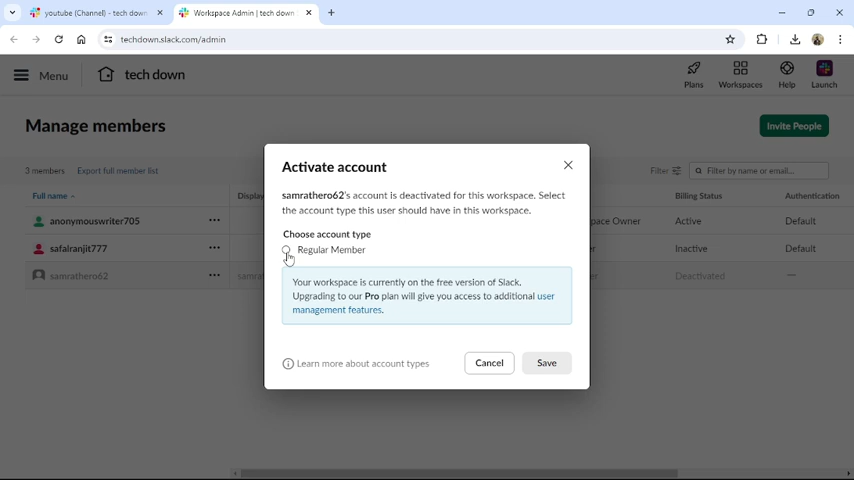 youtube (Channel) - tech down
Workspace Admin | tech down
techdown.slack.com/admin
Menu
tech down
Plans
Workspaces
Help
Launch
Manage members
Invite People
3 members
Export full member list
Filter
Filter by name or email...
Full name
Display
Billing Status
Authentication
anonymouswriter705
pace Owner
Active
Default
safalranjit777
er
Inactive
Default
samrathero62
samra
er
Deactivated
—
Activate account
samrathero62's account is deactivated for this workspace. Select
the account type this user should have in this workspace.
Choose account type
Regular Member
Your workspace is currently on the free version of Slack.
Upgrading to our Pro plan will give you access to additional user
management features.
Learn more about account types
Cancel
Save